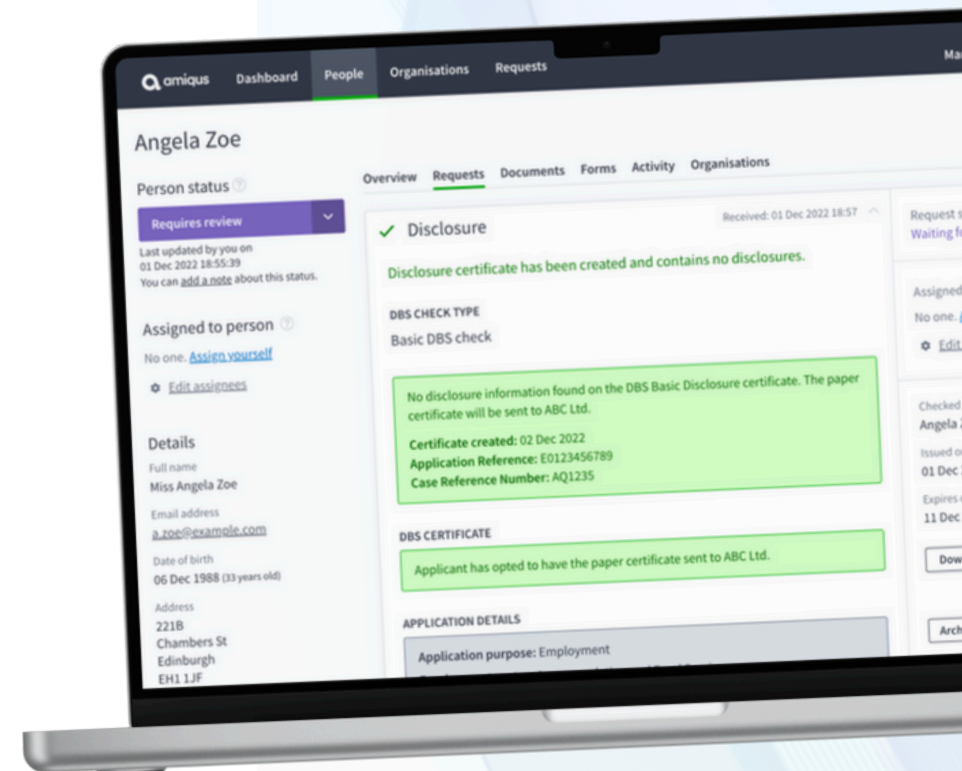 amiqus
Dashboard
People
Organisations
Requests
Angela Zoe
Person status
Requires review
Last updated by you on
01 Dec 2022 18:55:39
You can add a note about this status.
Assigned to person
No one. Assign yourself
Edit assignees
Details
Full name
Miss Angela Zoe
Email address
a.zoe@example.com
Date of birth
06 Dec 1988 (33 years old)
Address
221B
Chambers St
Edinburgh
EH1 1JF
Overview
Requests
Documents
Forms
Activity
Organisations
Disclosure
Received: 01 Dec 2022 18:57
Disclosure certificate has been created and contains no disclosures.
DBS CHECK TYPE
Basic DBS check
No disclosure information found on the DBS Basic Disclosure certificate. The paper
certificate will be sent to ABC Ltd.
Certificate created: 02 Dec 2022
Application Reference: E0123456789
Case Reference Number: AQ1235
DBS CERTIFICATE
Applicant has opted to have the paper certificate sent to ABC Ltd.
APPLICATION DETAILS
Application purpose: Employment
Request
Waiting
Assigned
No one.
Edit
Checked
Angela
Issued
01 Dec
Expires
11 Dec